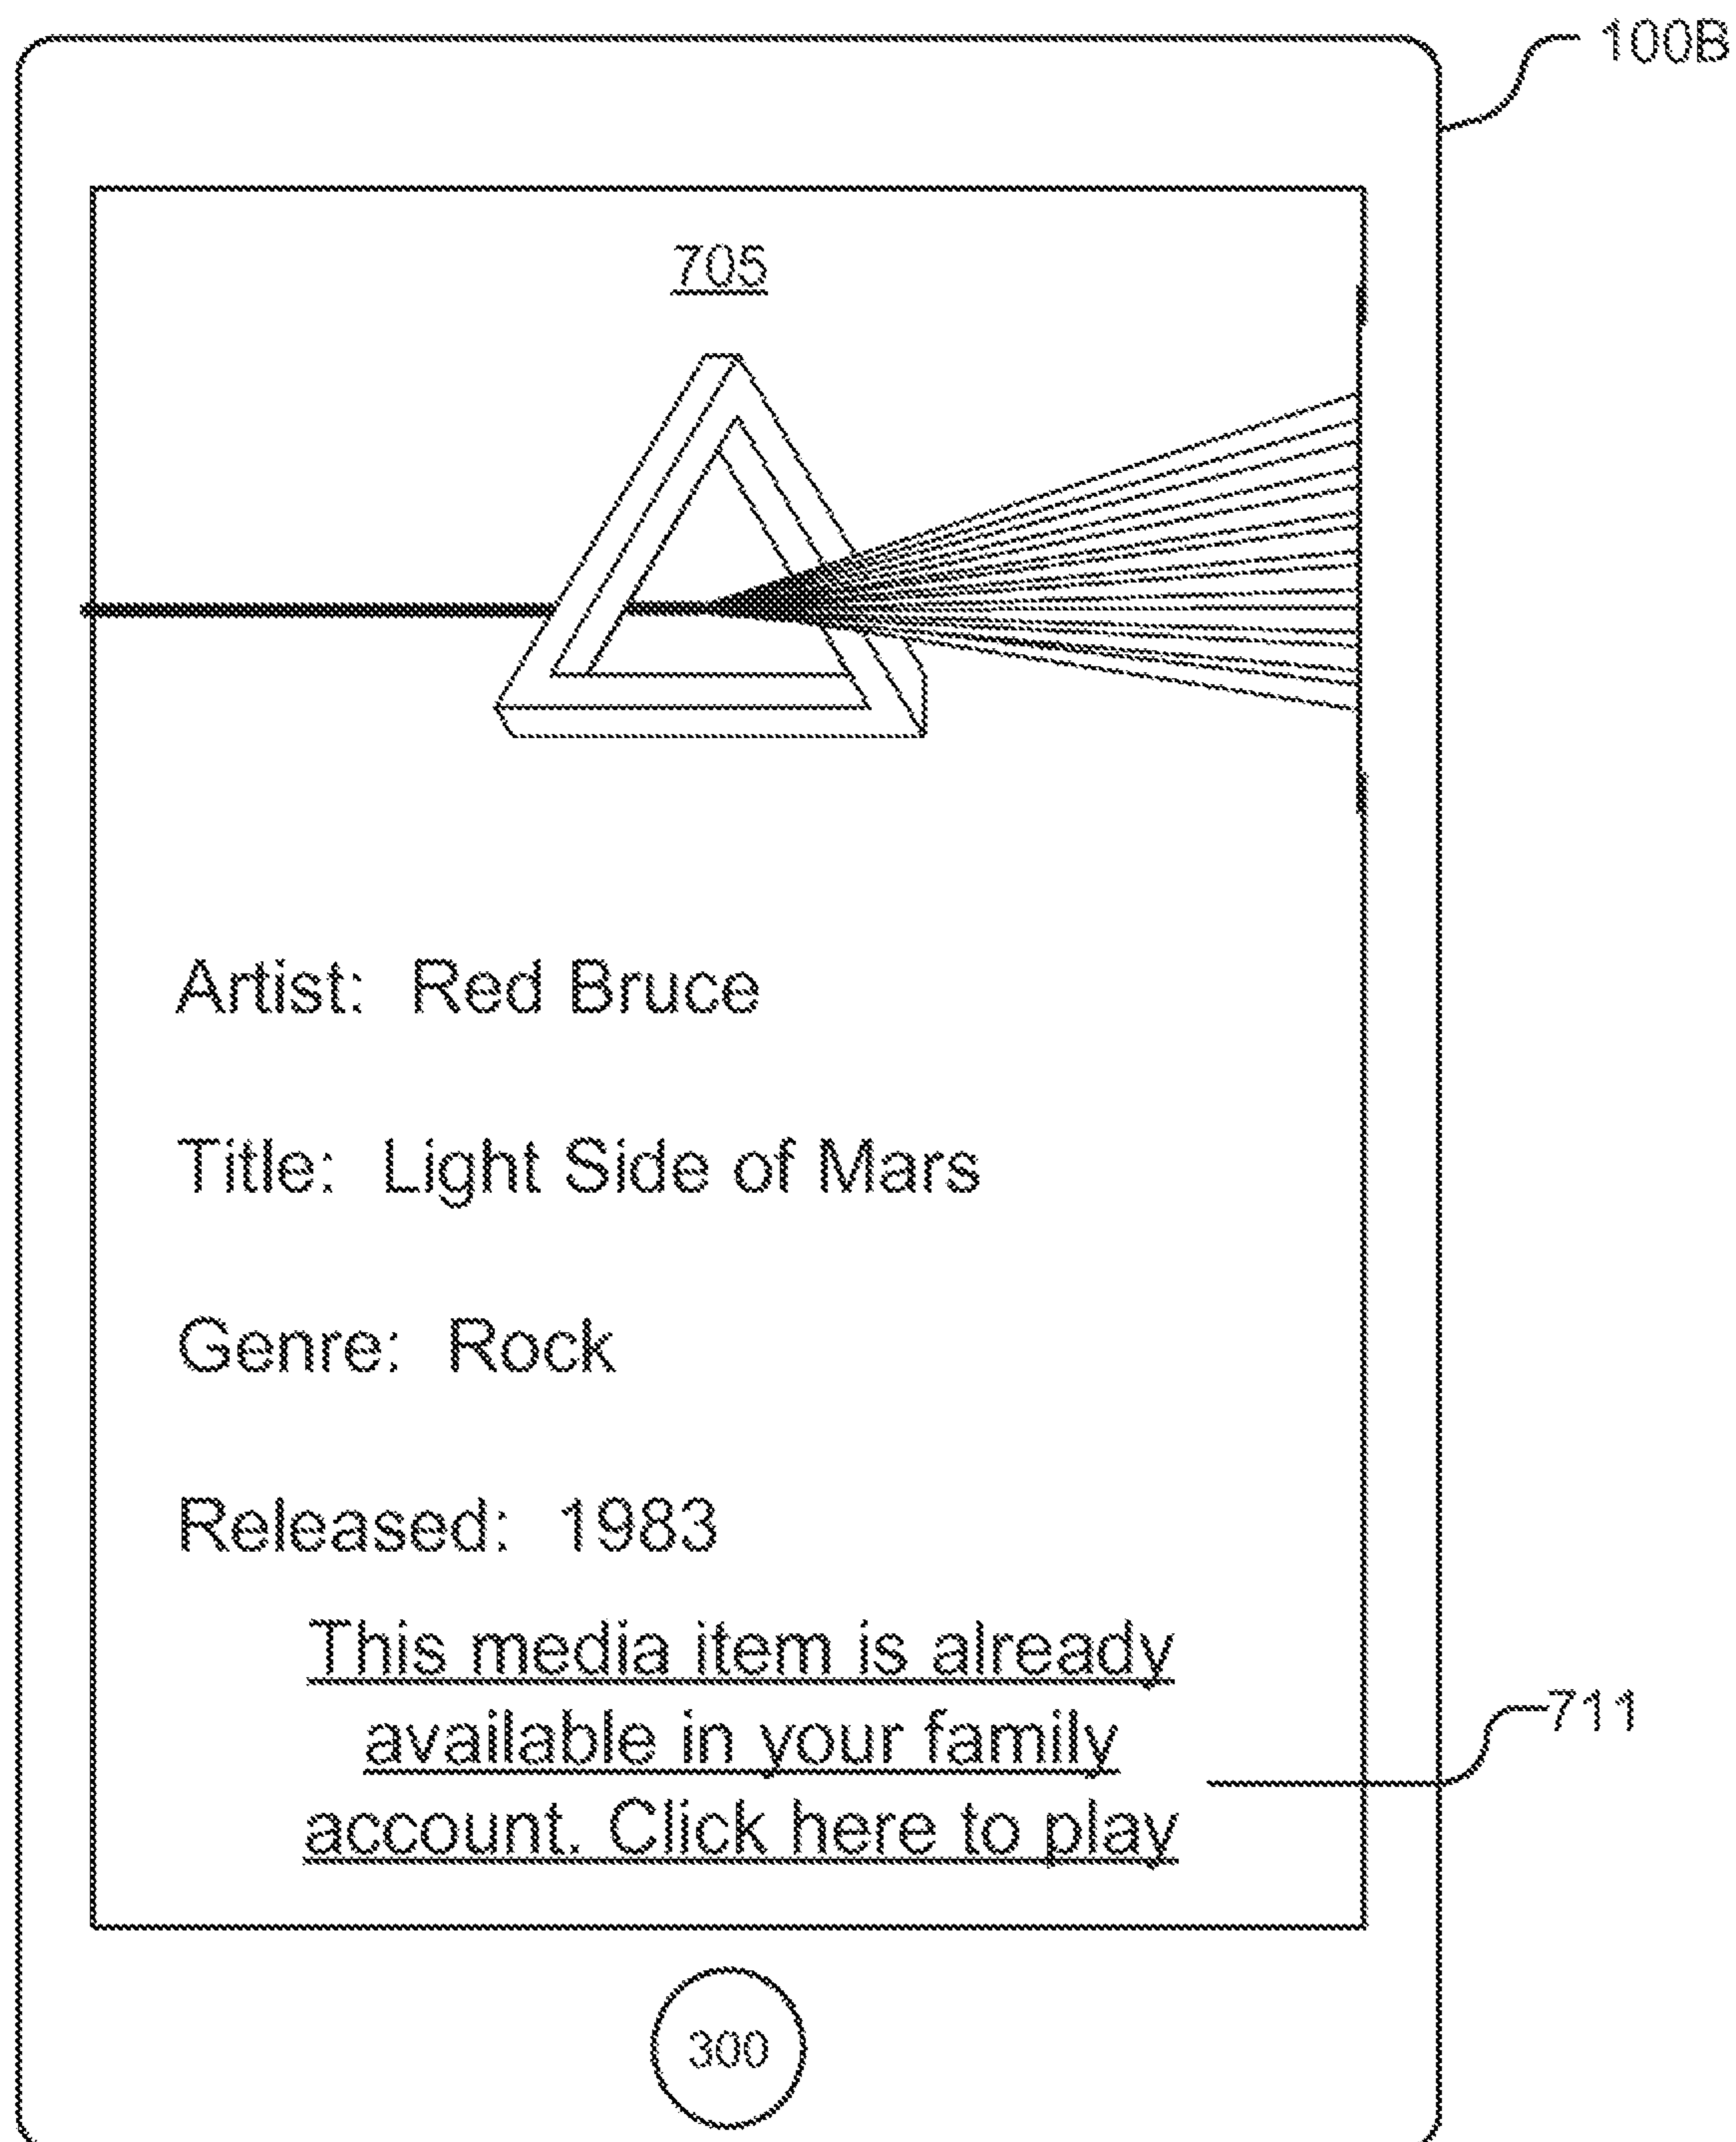 100B
705
Artist: Red Bruce
Title: Light Side of Mars
Genre: Rock
Released: 1983
This media item is already
available in your family
account. Click here to play
711
300